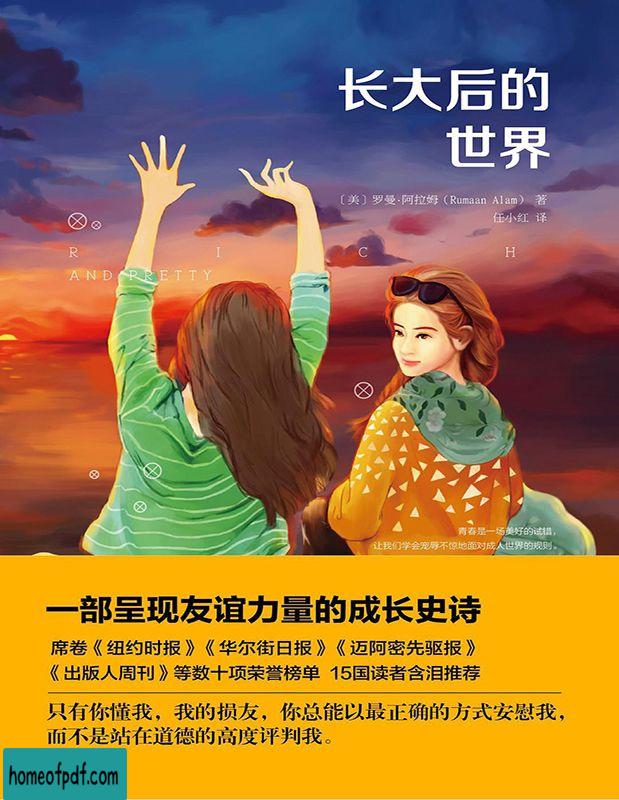 长大后的
世界
〔美〕罗曼·阿拉姆（Rumaan Alam） 著
任小红 译
RICH
AND PRETTY
青春是一场美好的试错，
让我们学会宠辱不惊地面对成人世界的规则。
一部呈现友谊力量的成长史诗
席卷《纽约时报》《华尔街日报》《迈阿密先驱报》
《出版人周刊》等数十项荣誉榜单 15国读者含泪推荐
只有你懂我，我的损友，你总能以最正确的方式安慰我，
而不是站在道德的高度评判我。
homeofpdf.com